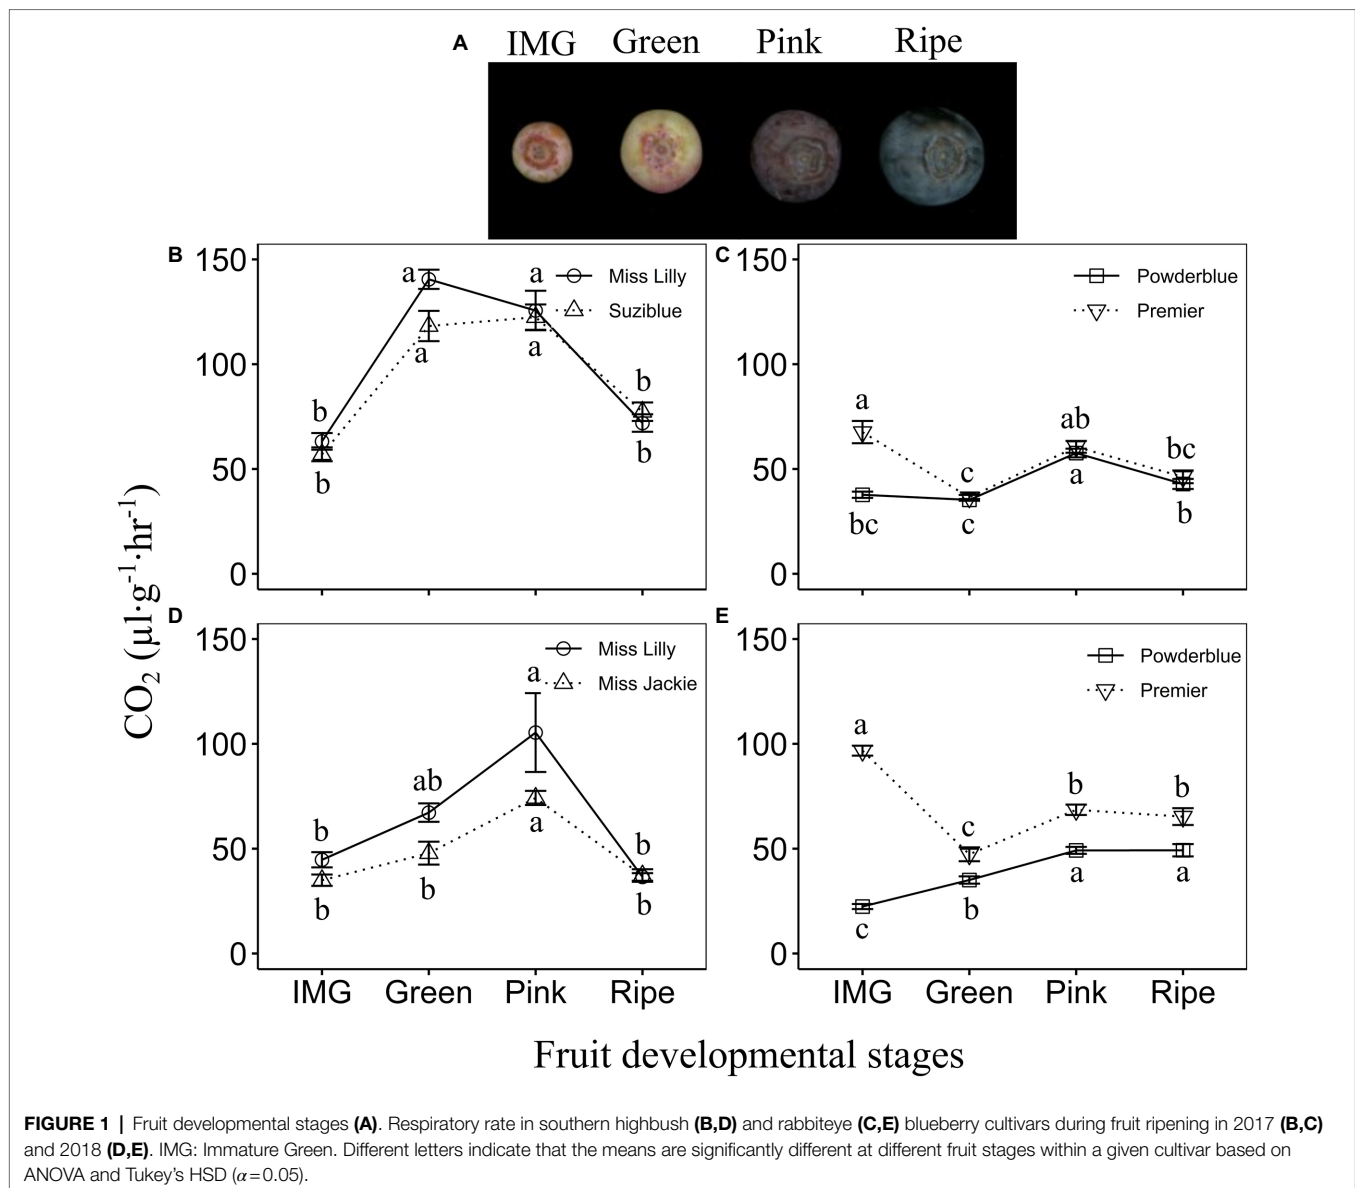 A IMG Green Pink Ripe
B 150 100 50 0
a a b b
a a b b
Miss Lilly
Suziblue
C 150 100 50 0
a c ab bc
bc c a b
Powderblue
Premier
CO2 (µl·g-1·hr-1)
D 150 100 50 0
b ab a b
b b a b
Miss Lilly
Miss Jackie
IMG Green Pink Ripe
E 150 100 50 0
a c b b
c b a a
Powderblue
Premier
IMG Green Pink Ripe
Fruit developmental stages
FIGURE 1 | Fruit developmental stages (A). Respiratory rate in southern highbush (B,D) and rabbiteye (C,E) blueberry cultivars during fruit ripening in 2017 (B,C)
and 2018 (D,E). IMG: Immature Green. Different letters indicate that the means are significantly different at different fruit stages within a given cultivar based on
ANOVA and Tukey’s HSD (α=0.05).